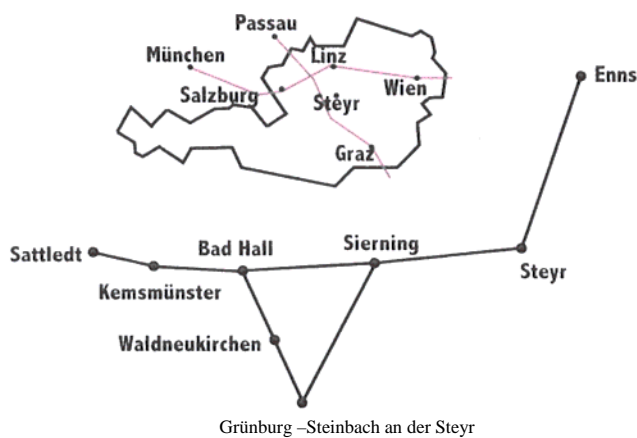 Passau
München
Linz
Salzburg
Steyr
Wien
Graz
Enns
Sattledt
Kemsmünster
Bad Hall
Sierning
Steyr
Waldneukirchen
Grünburg –Steinbach an der Steyr